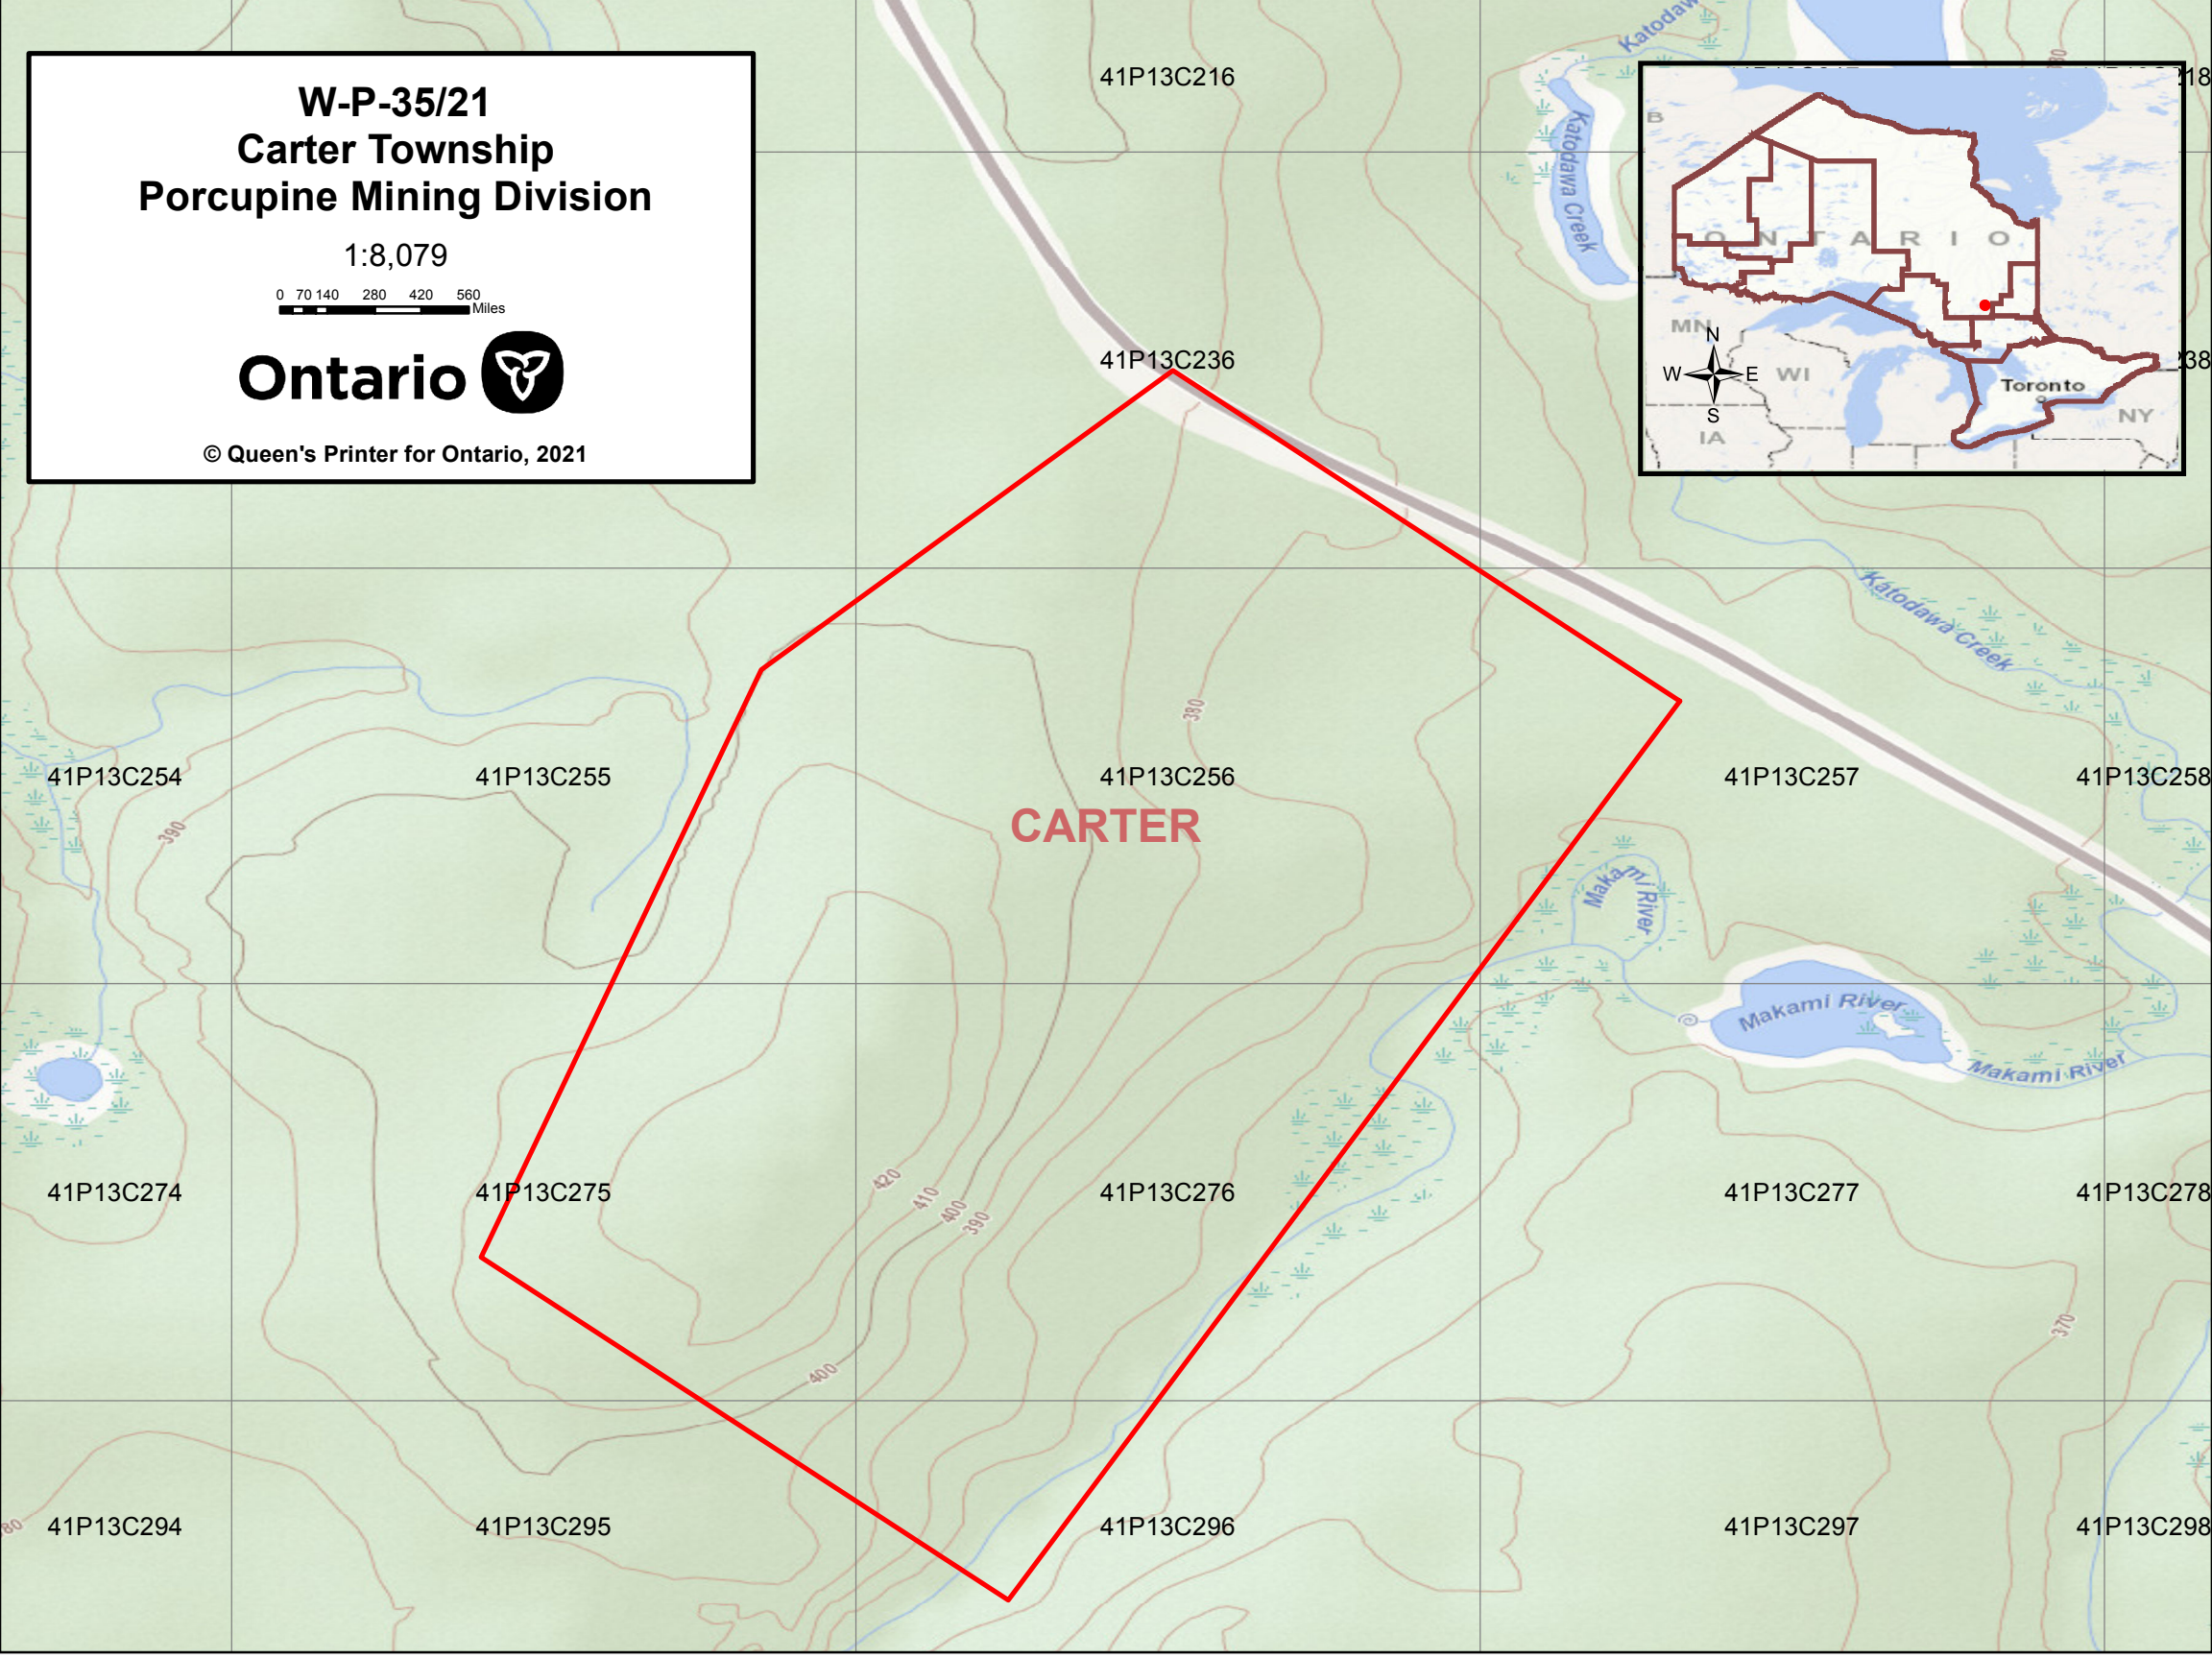 W-P-35/21
Carter Township
Porcupine Mining Division
1:8,079
0 70 140 280 420 560
Miles
Ontario
© Queen's Printer for Ontario, 2021
41P13C216
Katodawa Creek
B
O N T A R I O
MN
N
W E
S
WI
IA
Toronto
NY
41P13C236
38
Katodawa Creek
380
41P13C254
41P13C255
41P13C256
41P13C257
41P13C258
CARTER
390
Makami River
Makami River
Makami River
41P13C274
41P13C275
41P13C276
41P13C277
41P13C278
420
410
400
390
370
400
41P13C294
41P13C295
41P13C296
41P13C297
41P13C298